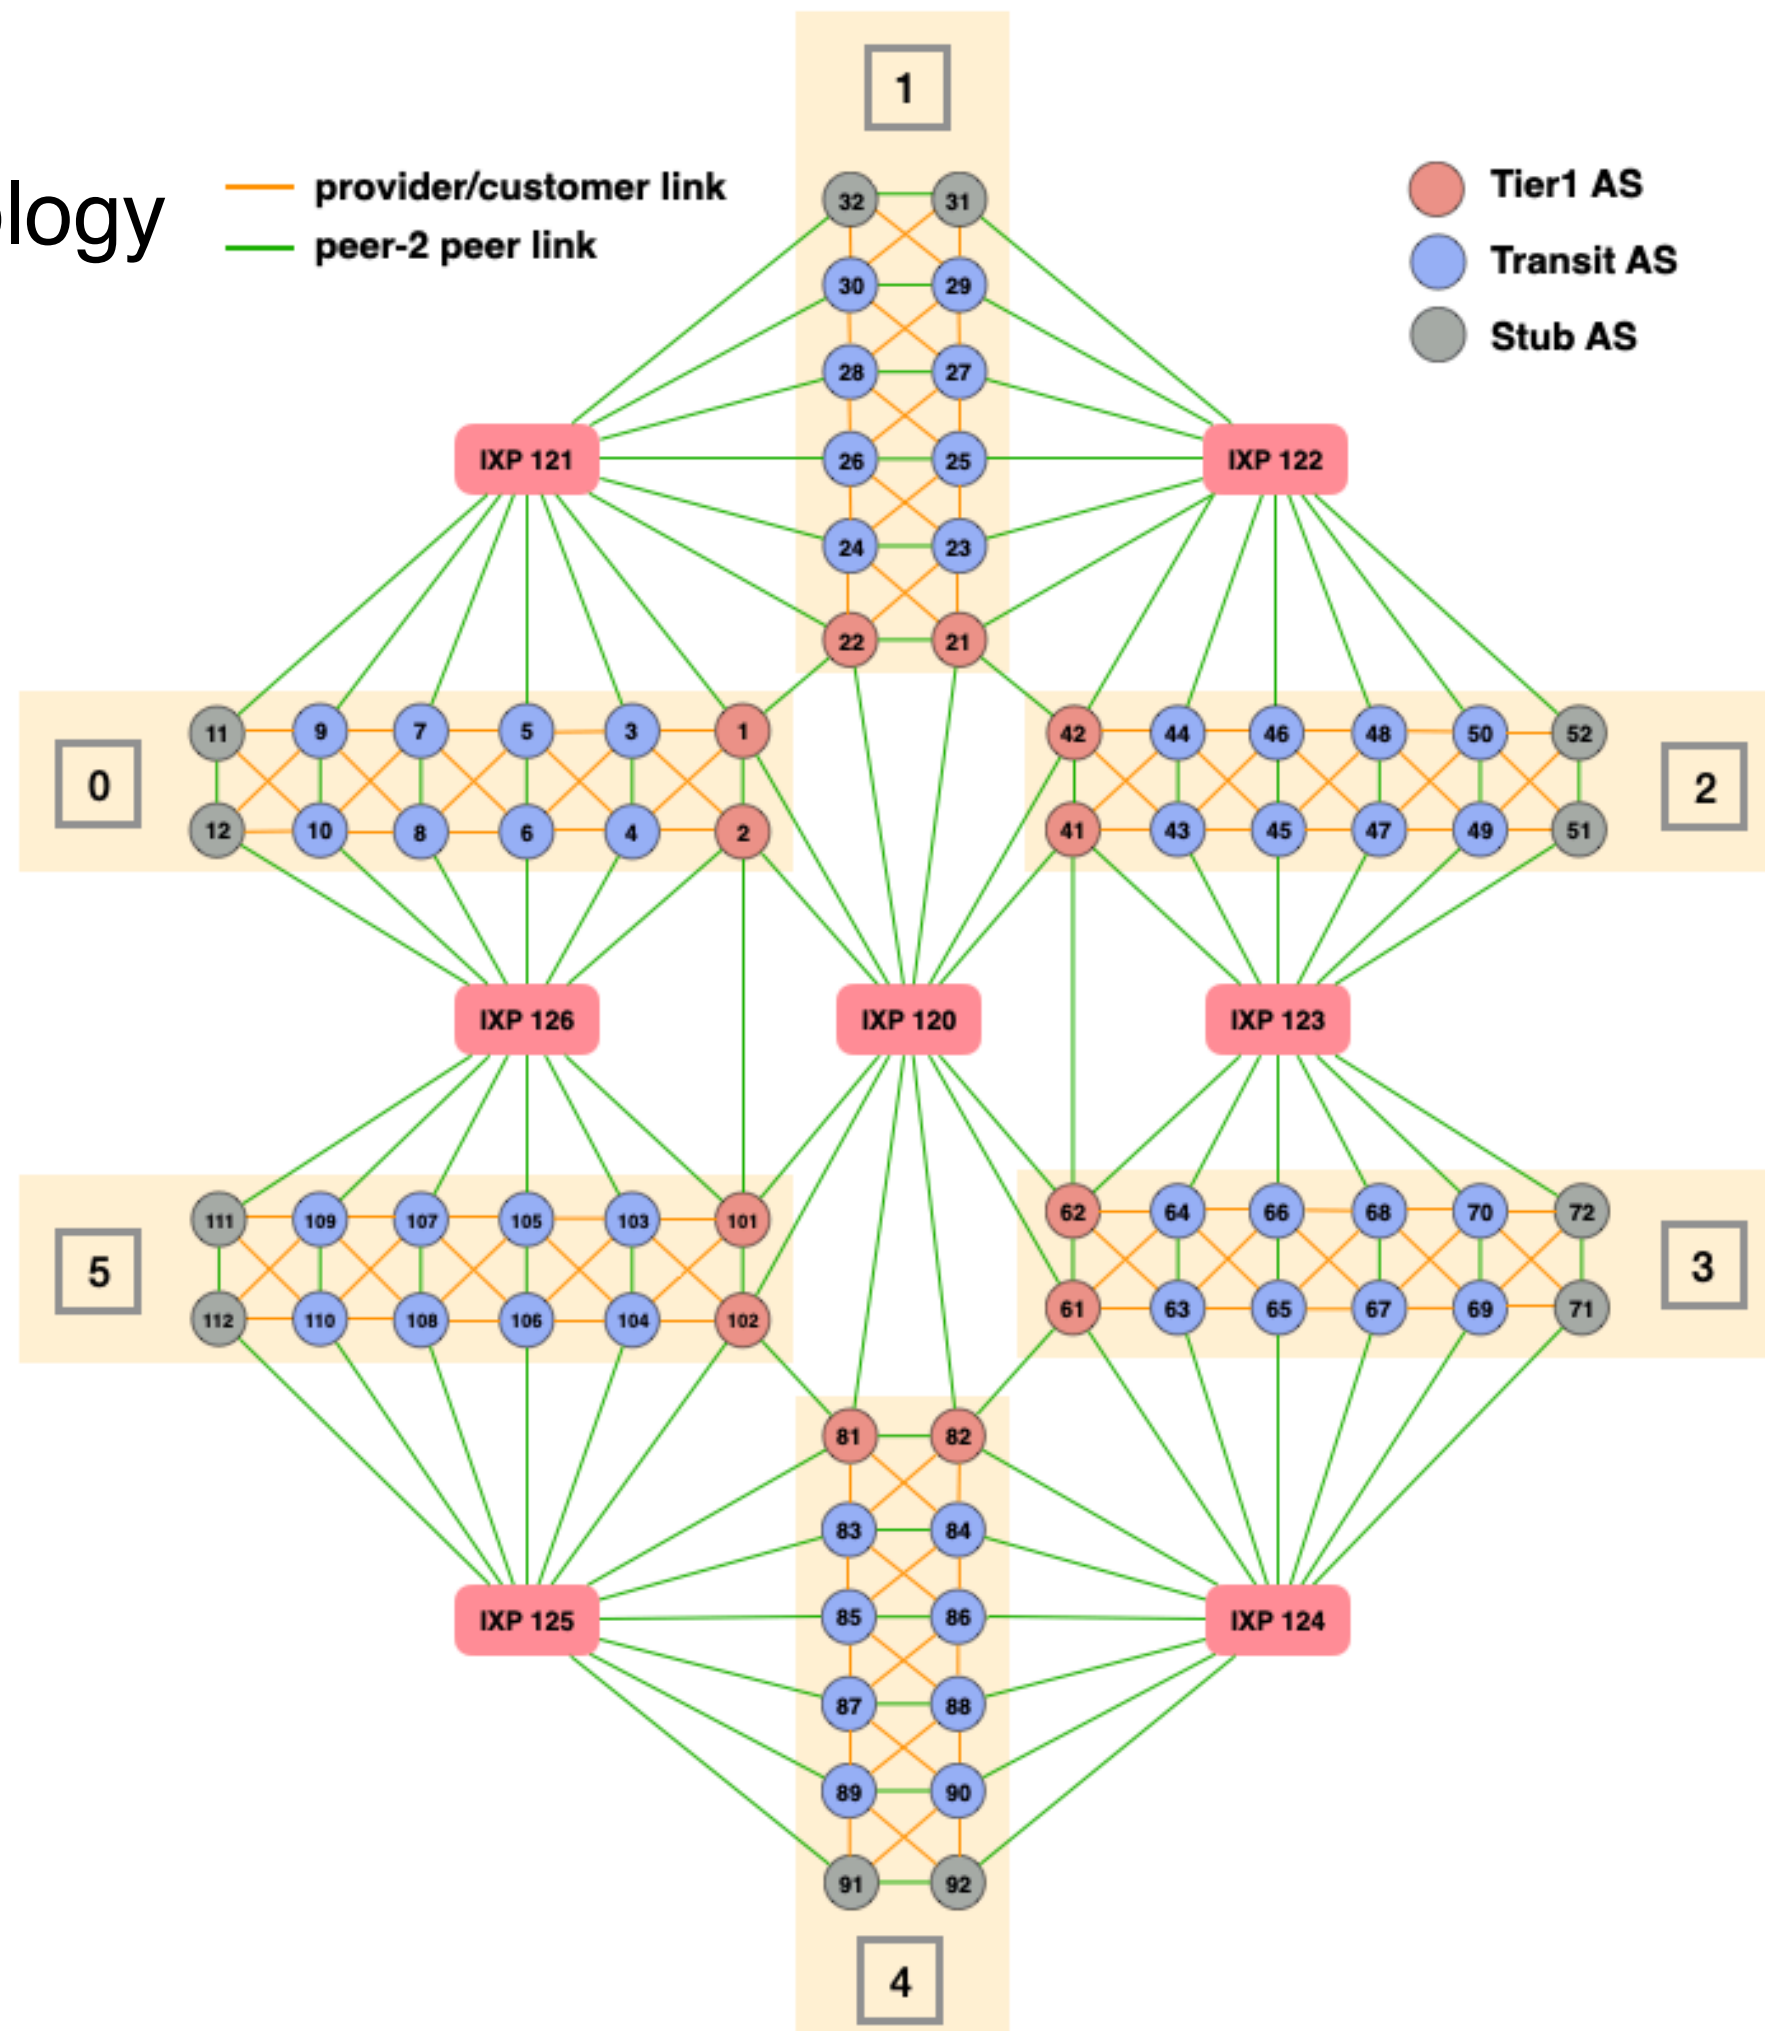 1
ology
provider/customer link
peer-2 peer link
Tier1 AS
Transit AS
Stub AS
32 31
30 29
28 27
IXP 121 26 25 IXP 122
24 23
22 21
0 11 9 7 5 3 1
12 10 8 6 4 2
42 44 46 48 50 52 2
41 43 45 47 49 51
IXP 126 IXP 120 IXP 123
5 111 109 107 105 103 101
112 110 108 106 104 102
62 64 66 68 70 72 3
61 63 65 67 69 71
81 82
83 84
IXP 125 85 86 IXP 124
87 88
89 90
91 92
4